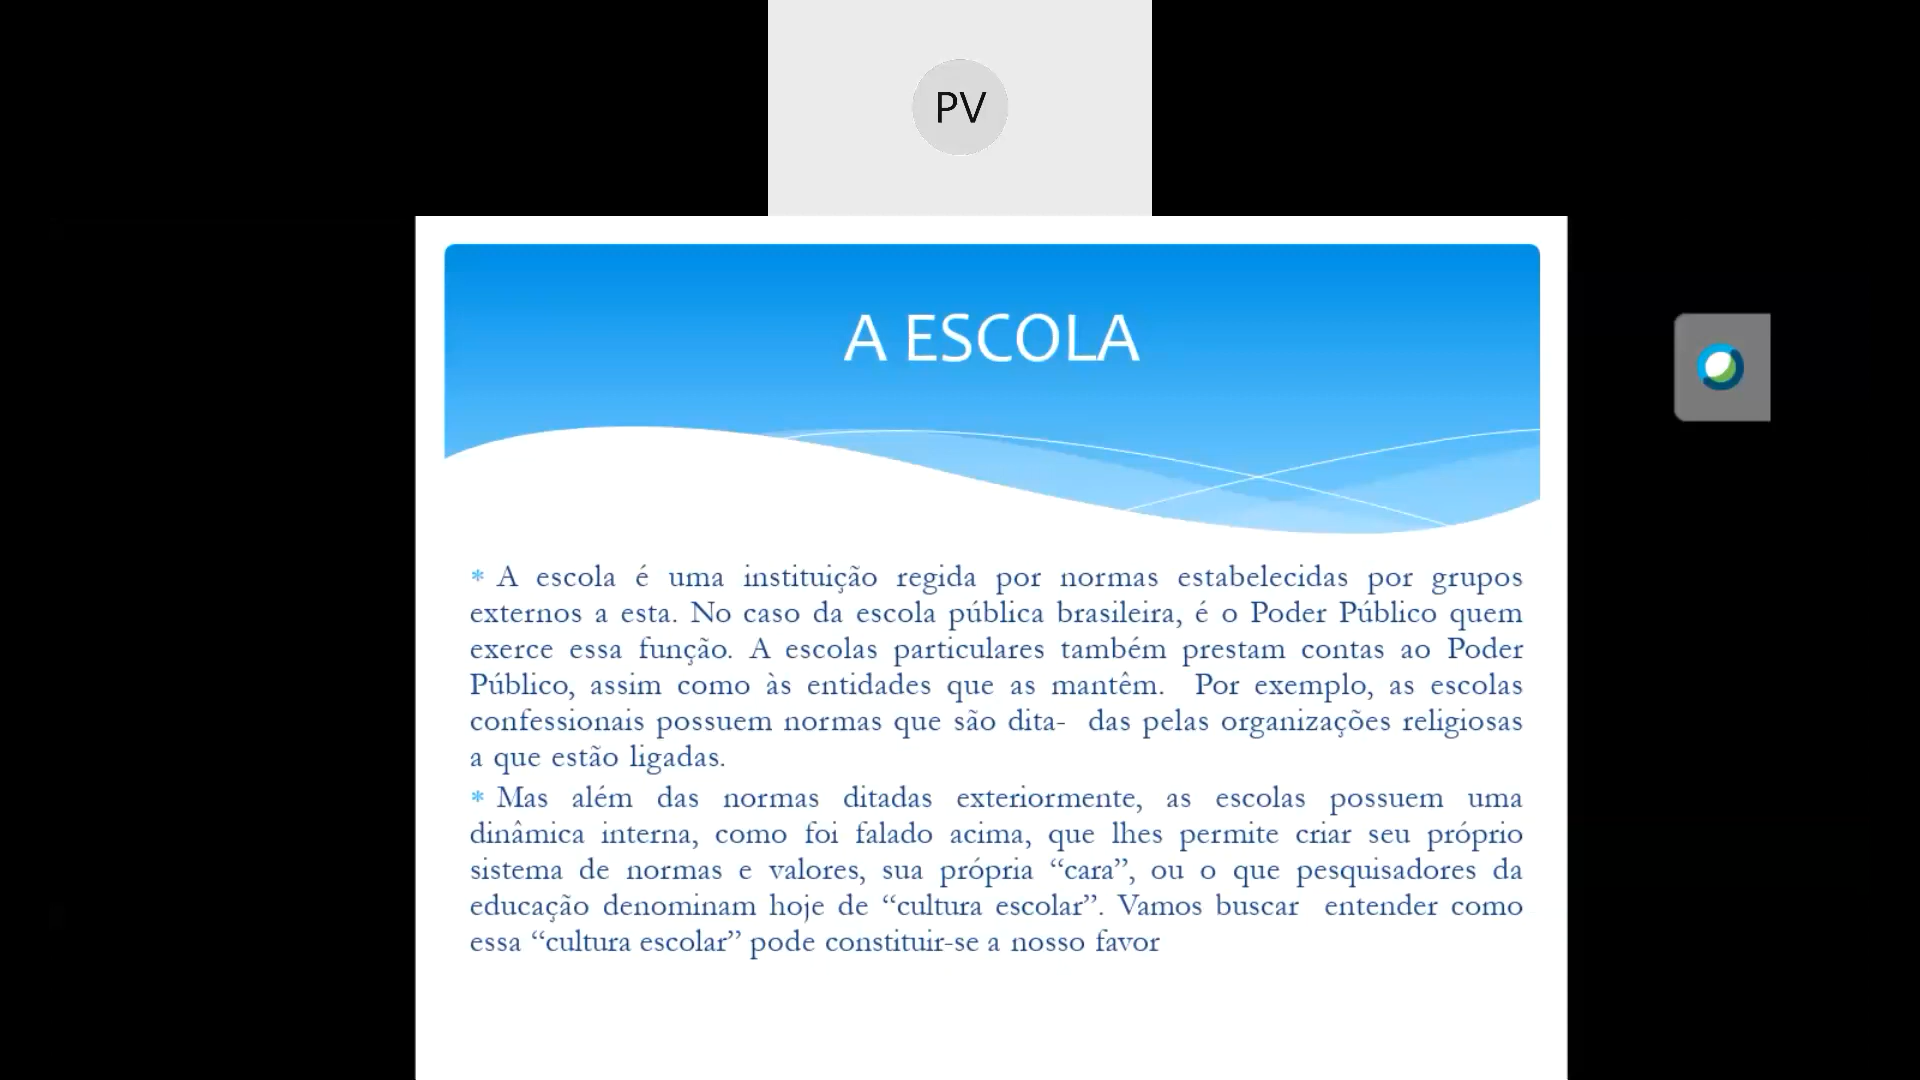 PV
A ESCOLA
* A escola é uma instituição regida por normas estabelecidas por grupos
externos a esta. No caso da escola pública brasileira, é o Poder Público quem
exerce essa função. A escolas particulares também prestam contas ao Poder
Público, assim como às entidades que as mantêm. Por exemplo, as escolas
confessionais possuem normas que são dita- das pelas organizações religiosas
a que estão ligadas.
* Mas além das normas ditadas exteriormente, as escolas possuem uma
dinâmica interna, como foi falado acima, que lhes permite criar seu próprio
sistema de normas e valores, sua própria “cara”, ou o que pesquisadores da
educação denominam hoje de “cultura escolar”. Vamos buscar entender como
essa “cultura escolar” pode constituir-se a nosso favor